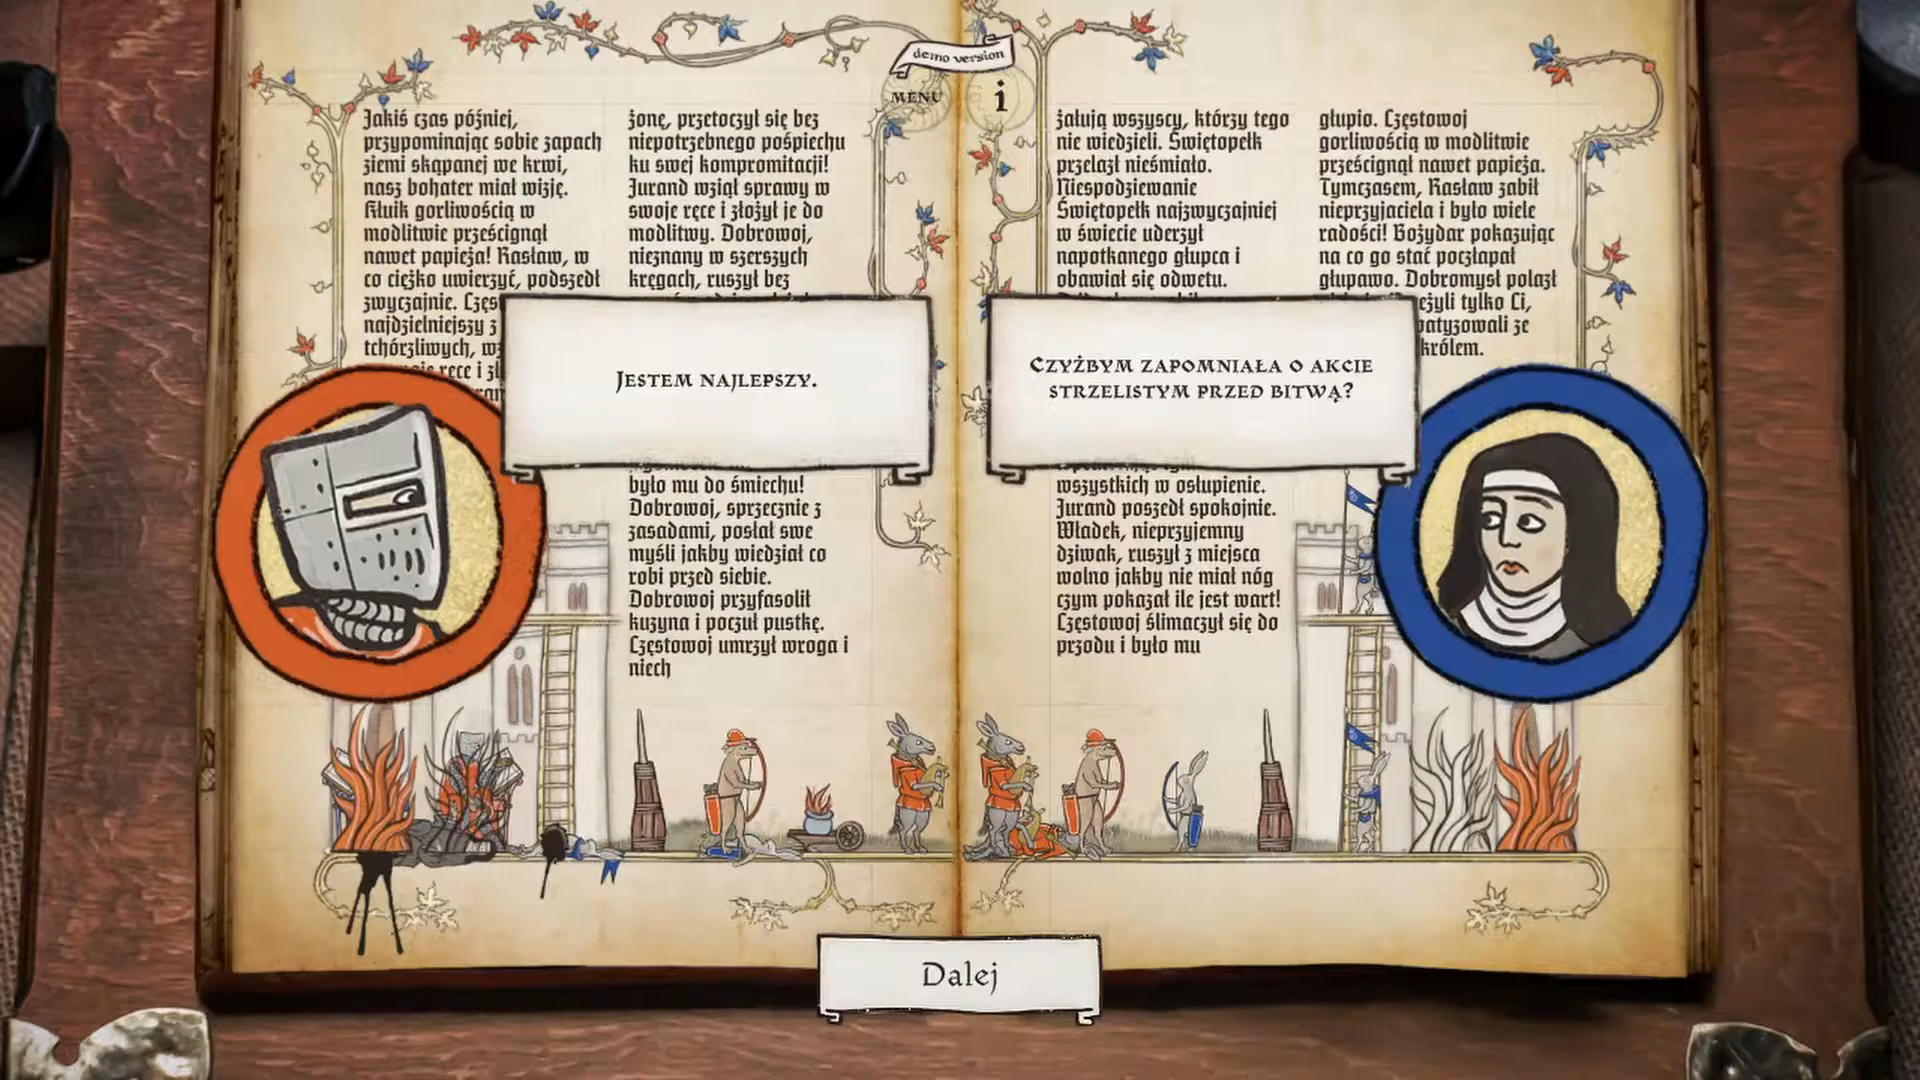 demo version
MENU
i
Jakiś czas później,
przypominając sobie zapach
ziemi skąpanej we krwi,
nasz bohater miał wizję.
Kłuik gorliwością w
modlitwie prześcignął
nawet papieża! Rasław, w
co ciężko uwierzyć, podszedł
zwyczajnie.
najdzielniejszy z
tchórzliwych,
ręce i
żonę, przetoczył się bez
niepotrzebnego pośpiechu
ku swej kompromitacji!
Jurand wziął sprawy w
swoje ręce i złożył je do
modlitwy. Dobrowoj,
nieznany w szerszych
kręgach, ruszył bez
było mu do śmiechu!
Dobrowoj, sprzecznie z
zasadami, posłał swe
myśli jakby wiedział co
robi przed siebie.
Dobrowoj przyfasolił
kuzyna i poczuł pustkę.
Częstowoj umrzył wroga i
niech
żałują wszyscy, którzy tego
nie wiedzieli. Świętopełk
przelazł nieśmiało.
Niespodziewanie
Świętopełk najzwyczajniej
w świecie uderzył
napotkanego głupca i
obawiał się odwetu.
wszystkich w osłupienie.
Jurand poszedł spokojnie.
Władek, nieprzyjemny
dziwak, ruszył z miejsca
wolno jakby nie miał nóg
czym pokazał ile jest wart!
Częstowoj ślimaczył się do
przodu i było mu
głupio. Częstowoj
gorliwością w modlitwie
prześcignął nawet papieża.
Tymczasem, Rasław zabił
nieprzyjaciela i było wiele
radości! Bożydar pokazując
na co go stać poczłapał
głupawo. Dobromysł polazł
tylko Ci,
ze
królem.
Jestem najlepszy.
Czyżbym zapomniała o akcie
strzelistym przed bitwą?
Dalej